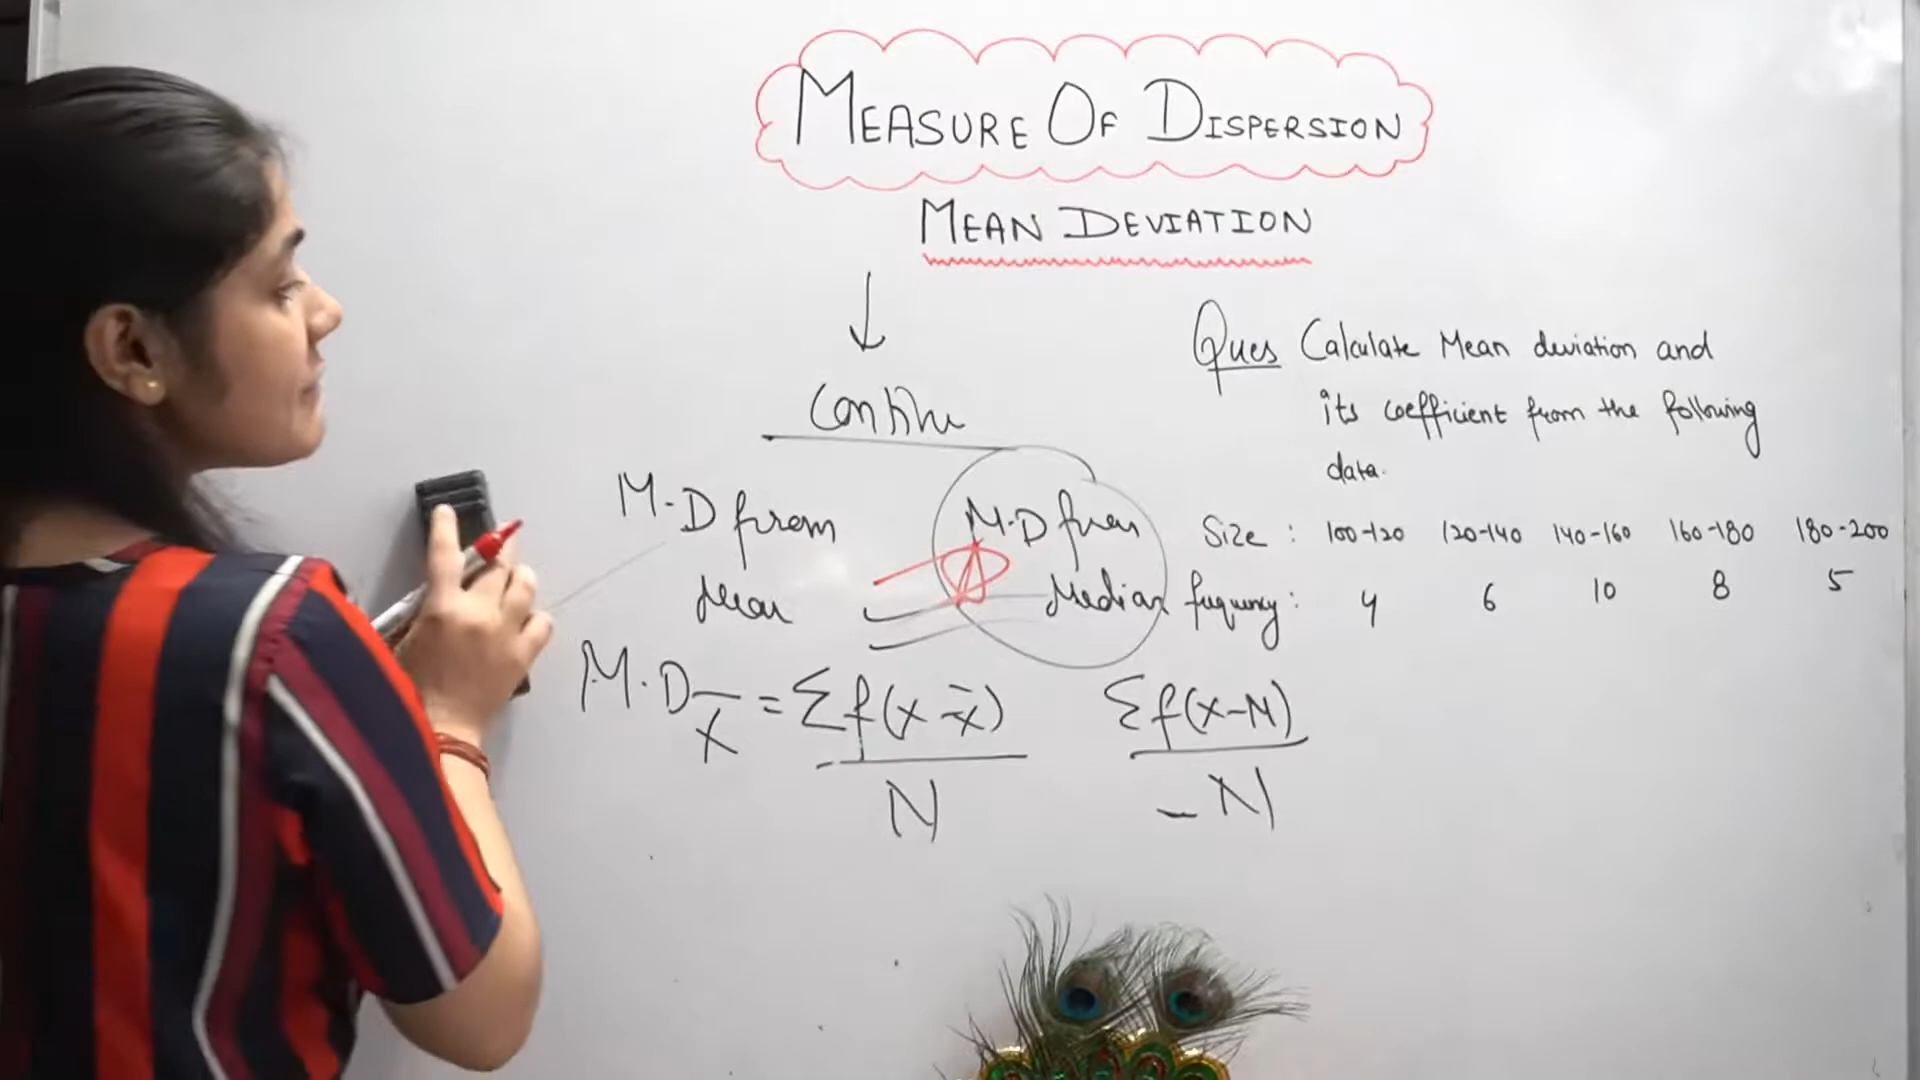 MEASURE OF DISPERSION
MEAN DEVIATION
M.D from
Mean
M.D from
Median
M.D x̄ = Σf(x-x̄)
N
Σf(x-M)
N
Ques Calculate Mean deviation and
its coefficient from the following
data.
Size : 100-120 120-140 140-160 160-180 180-200
frequency : 4 6 10 8 5